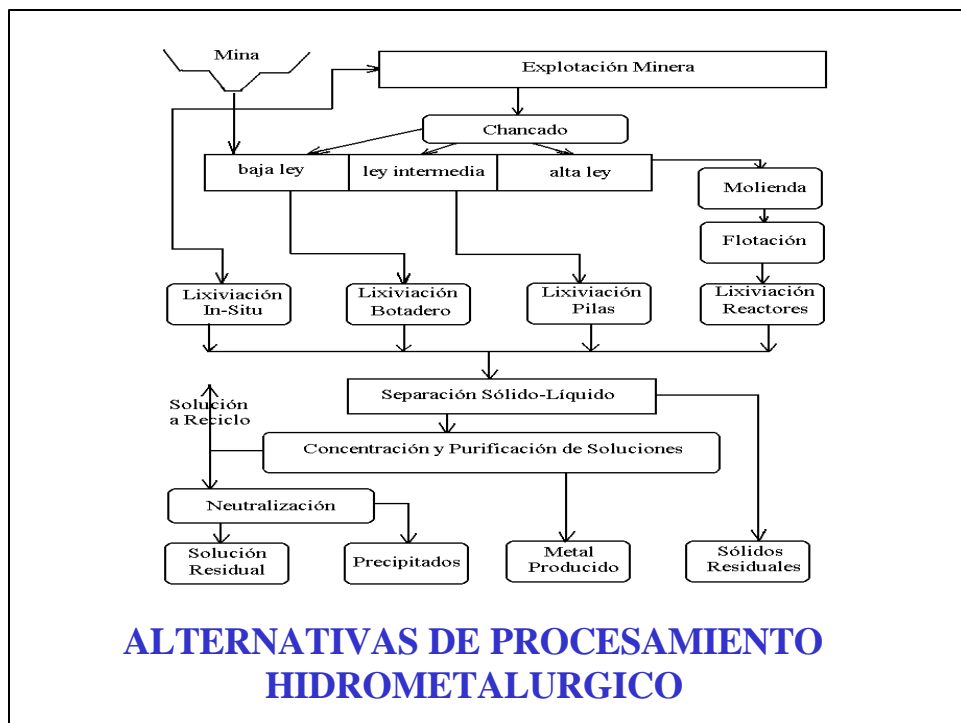 Mina
Explotación Minera
Chancado
baja ley
ley intermedia
alta ley
Molienda
Flotación
Lixiviación
In-Situ
Lixiviación
Botadero
Lixiviación
Pilas
Lixiviación
Reactores
Separación Sólido-Líquido
Solución
a Reciclo
Concentración y Purificación de Soluciones
Neutralización
Solución
Residual
Precipitados
Metal
Producido
Sólidos
Residuales
ALTERNATIVAS DE PROCESAMIENTO
HIDROMETALURGICO